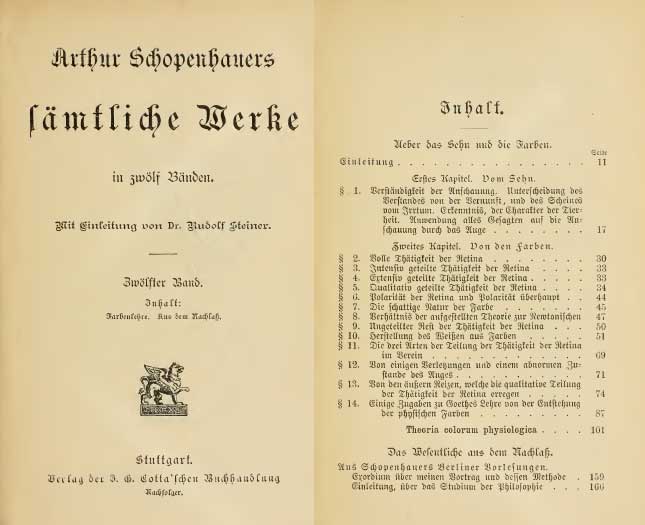 Arthur Schopenhauers
sämtliche Werke
in zwölf Bänden.
Mit Einleitung von Dr. Rudolf Steiner.
Zwölfter Band.
Inhalt:
Farbenlehre. Aus dem Nachlaß.
Stuttgart.
Verlag der J. G. Cotta'schen Buchhandlung
Nachfolger.
Inhalt.
Ueber das Sehn und die Farben.
Seite
Einleitung . . . . . . . . . . . . . 11
Erstes Kapitel. Vom Sehn.
§ 1. Verständigkeit der Anschauung. Unterscheidung des
Verstandes von der Vernunft, und des Scheines
vom Irrtum. Erkenntnis, der Charakter der Tier-
heit. Anwendung alles Gesagten auf die An-
schauung durch das Auge . . . . . . . 17
Zweites Kapitel. Von den Farben.
§ 2. Volle Thätigkeit der Retina . . . . . . 30
§ 3. Intensiv geteilte Thätigkeit der Retina . . . . 33
§ 4. Extensiv geteilte Thätigkeit der Retina . . . . 33
§ 5. Qualitativ geteilte Thätigkeit der Retina . . . . 34
§ 6. Polarität der Retina und Polarität überhaupt . . 44
§ 7. Die schattige Natur der Farbe . . . . . 45
§ 8. Verhältnis der aufgestellten Theorie zur Newtonischen 47
§ 9. Ungeteilter Rest der Thätigkeit der Retina . . . 50
§ 10. Herstellung des Weißen aus Farben . . . . . 51
§ 11. Die drei Arten der Teilung der Thätigkeit der Retina
im Verein . . . . . . . . . . . 69
§ 12. Von einigen Verletzungen und einem abnormen Zu-
stande des Auges . . . . . . . . . 71
§ 13. Von den äußern Reizen, welche die qualitative Teilung
der Thätigkeit der Retina erregen . . . . . 74
§ 14. Einige Zugaben zu Goethes Lehre von der Entstehung
der physischen Farben . . . . . . . . 87
Theoria colorum physiologica . . . . 101
Das Wesentliche aus dem Nachlaß.
Aus Schopenhauers Berliner Vorlesungen.
Exordium über meinen Vortrag und dessen Methode . 159
Einleitung, über das Studium der Philosophie . . . 166